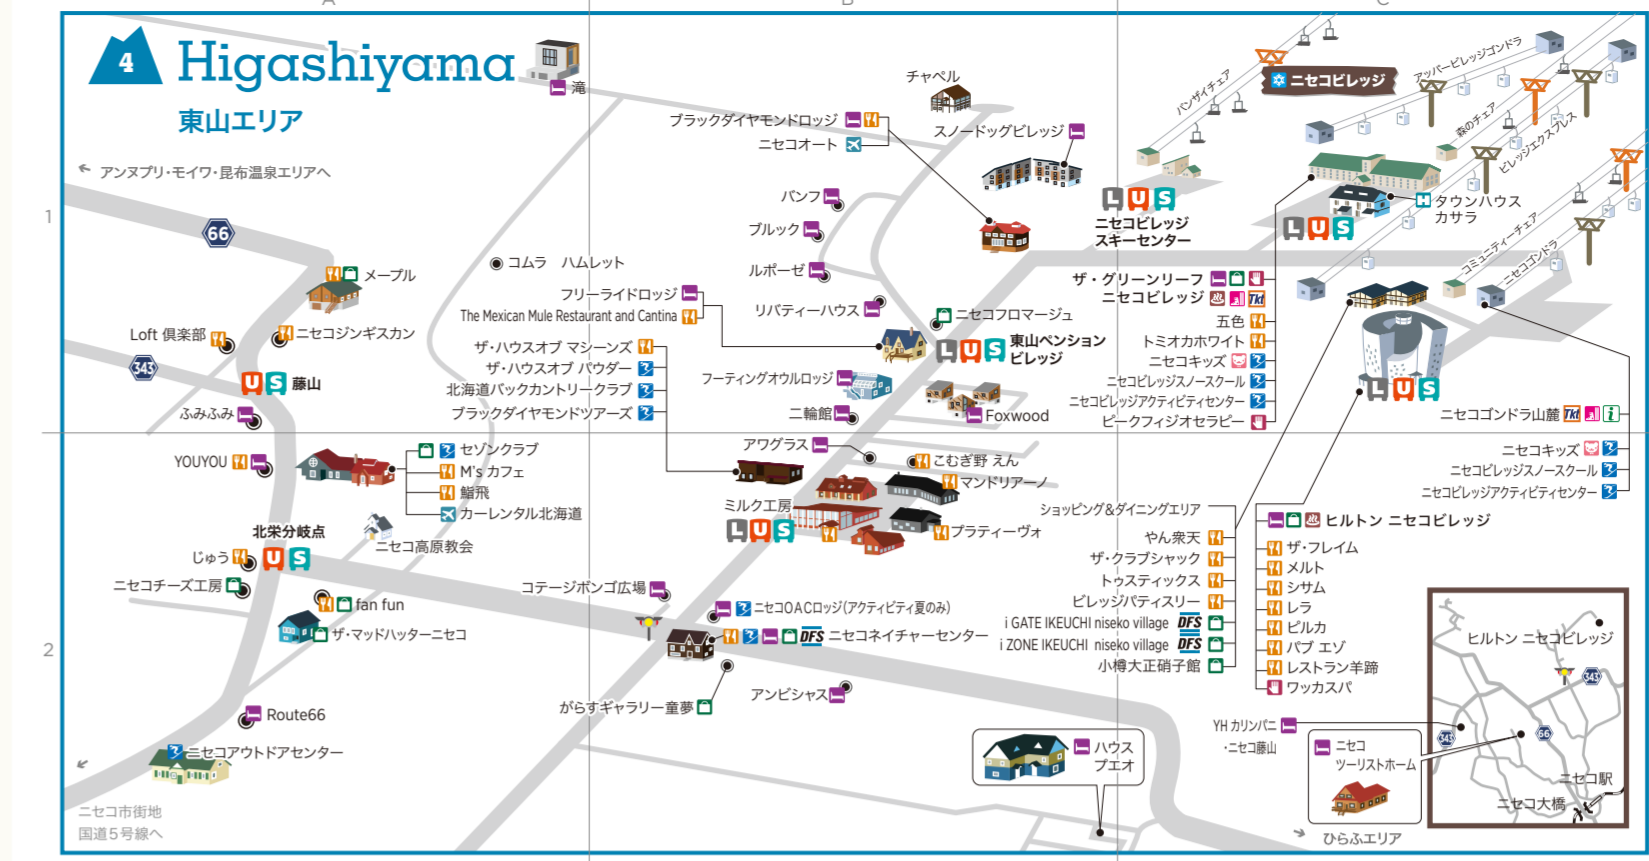 A
B
C
4
Higashiyama
東山エリア
滝
アンヌプリ・モイワ・昆布温泉エリアへ
1
66
メープル
Loft 倶楽部
ニセコジンギスカン
343
U S 藤山
ふみふみ
YOUYOU
セゾンクラブ
M's カフェ
鮨飛
カーレンタル北海道
北栄分岐点
U S
じゅう
ニセコ高原教会
ニセコチーズ工房
fan fun
ザ・マッドハッターニセコ
2
Route66
ニセコアウトドアセンター
ニセコ市街地
国道5号線へ
チャペル
ブラックダイヤモンドロッジ
ニセコオート
スノードッグビレッジ
バンフ
ブルック
ルポーゼ
コムラ ハムレット
フリーライドロッジ
The Mexican Mule Restaurant and Cantina
リバティーハウス
ニセコフロマージュ
L U S
東山ペンション
ビレッジ
ザ・ハウスオブ マシーンズ
ザ・ハウスオブ パウダー
北海道バックカントリークラブ
ブラックダイヤモンドツアーズ
フーティングオウルロッジ
二輪館
Foxwood
アワグラス
こむぎ野 えん
マンドリアーノ
ミルク工房
L U S
プラティーヴォ
コテージポンゴ広場
ニセコOACロッジ(アクティビティ夏のみ)
DFS ニセコネイチャーセンター
がらすギャラリー童夢
アンビシャス
ハウス
プエオ
バンザイチェア
ニセコビレッジ
アッパービレッジゴンドラ
森のチェア
ビレッジエクスプレス
L U S
ニセコビレッジ
スキーセンター
H タウンハウス
カサラ
L U S
コミュニティーチェア
ニセコゴンドラ
ザ・グリーンリーフ
ニセコビレッジ
Tkt
五色
トミオカホワイト
ニセコキッズ
ニセコビレッジスノースクール
ニセコビレッジアクティビティセンター
ピークフィジオセラピー
L U S
ニセコゴンドラ山麓 Tkt i
ニセコキッズ
ニセコビレッジスノースクール
ニセコビレッジアクティビティセンター
ショッピング&ダイニングエリア
やん衆天
ザ・クラブシャック
トゥスティックス
ビレッジパティスリー
i GATE IKEUCHI niseko village DFS
i ZONE IKEUCHI niseko village DFS
小樽大正硝子館
ヒルトン ニセコビレッジ
ザ・フレイム
メルト
シサム
レラ
ピルカ
パブ エゾ
レストラン羊蹄
ワッカスパ
YH カリンパニ
・ニセコ藤山
ニセコ
ツーリストホーム
ヒルトン ニセコビレッジ
343
343
66
ニセコ駅
ニセコ大橋
ひらふエリア